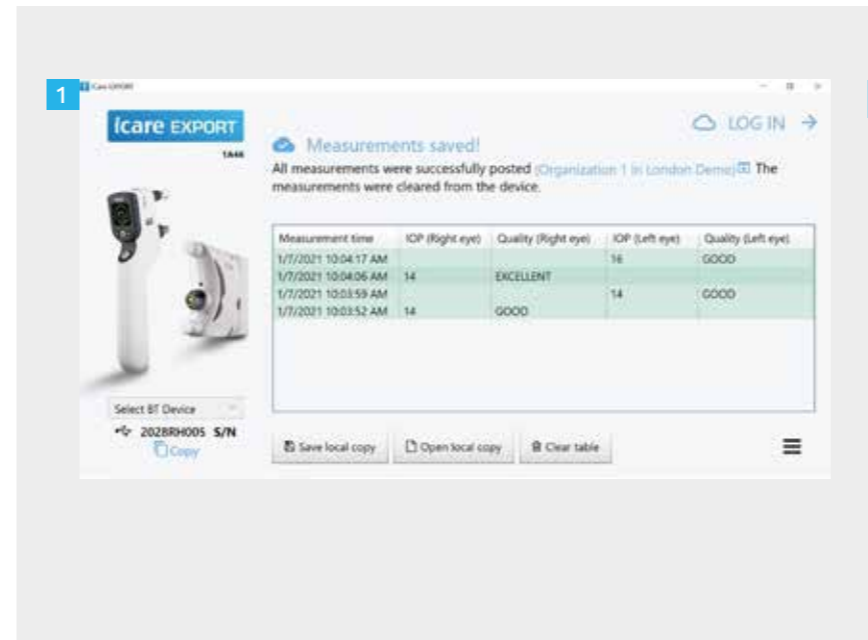 1
icare EXPORT
1A46
LOG IN
Measurements saved!
All measurements were successfully posted (Organization 1 in London Demo) The
measurements were cleared from the device.
Measurement time IOP (Right eye) Quality (Right eye) IOP (Left eye) Quality (Left eye)
1/7/2021 10:04:17 AM 16 GOOD
1/7/2021 10:04:06 AM 14 EXCELLENT
1/7/2021 10:03:59 AM 14 GOOD
1/7/2021 10:03:52 AM 14 GOOD
Select BT Device
2028RH005 S/N
Copy
Save local copy Open local copy Clear table